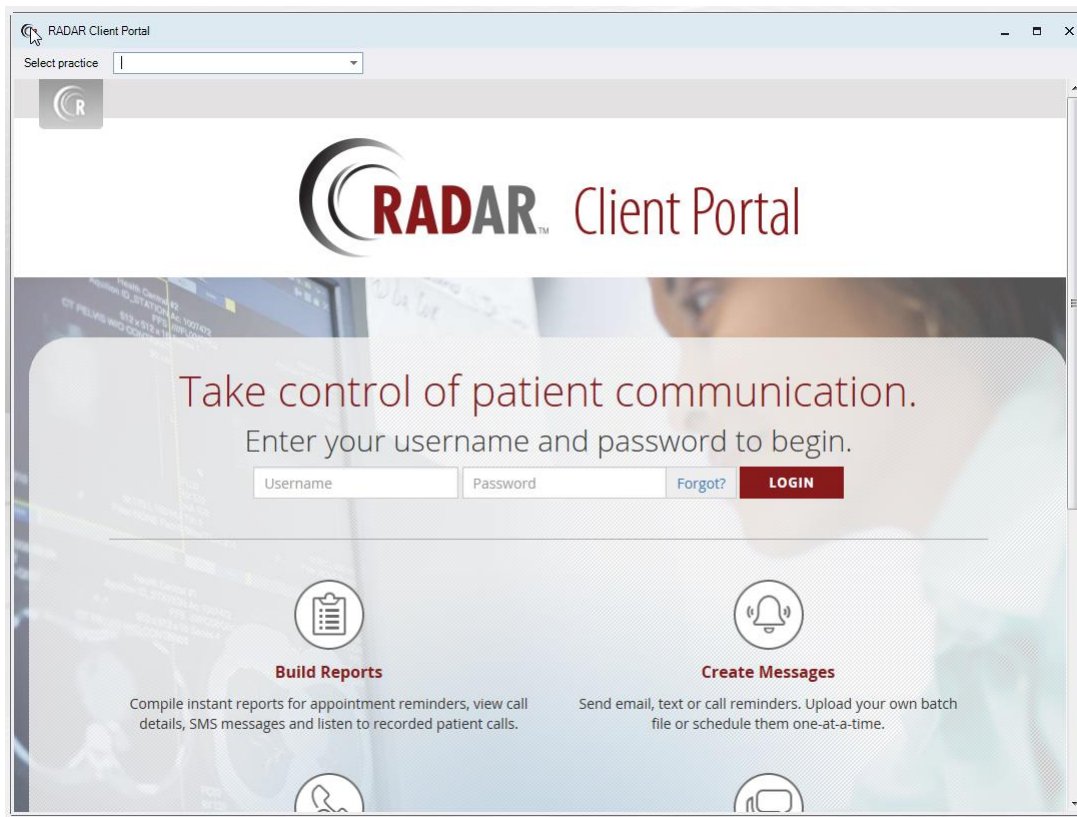 RADAR Client Portal
Select practice
R
RADAR™ Client Portal
Take control of patient communication.
Enter your username and password to begin.
Username Password Forgot? LOGIN
Build Reports
Compile instant reports for appointment reminders, view call
details, SMS messages and listen to recorded patient calls.
Create Messages
Send email, text or call reminders. Upload your own batch
file or schedule them one-at-a-time.